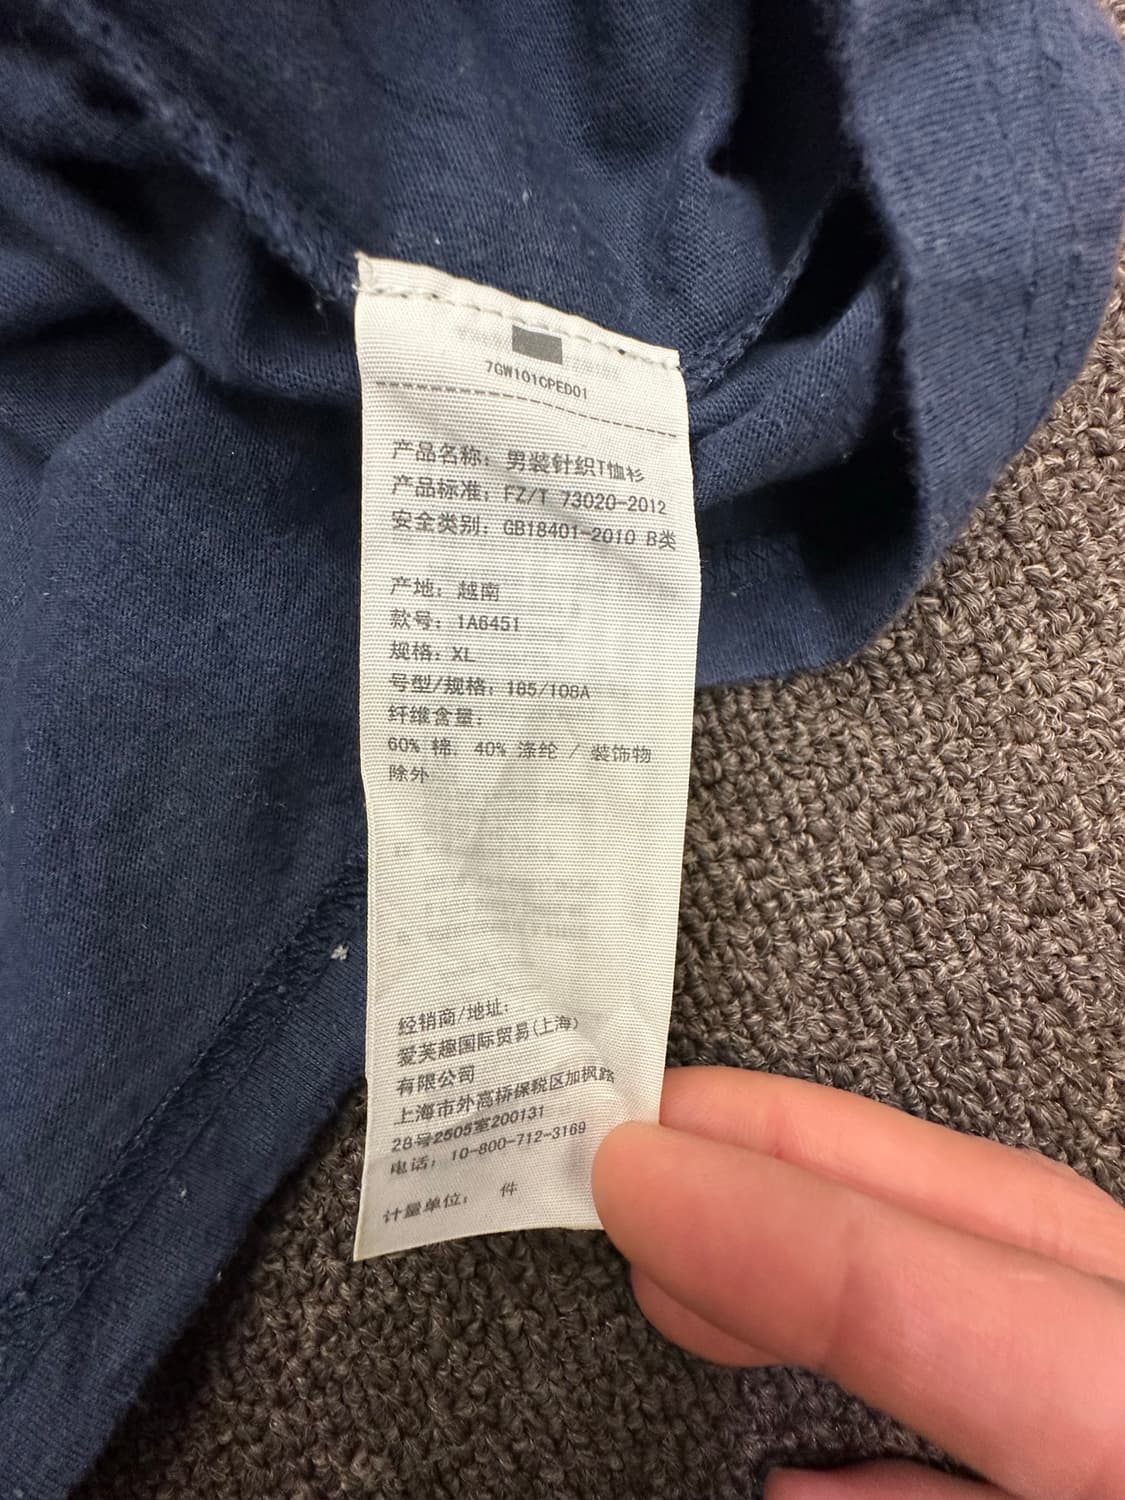 7GW101CPED01
产品名称: 男装针织T恤衫
产品标准: FZ/T 73020-2012
安全类别: GB18401-2010 B类
产地: 越南
款号: 1A6451
规格: XL
号型/规格: 185/108A
纤维含量:
60% 棉, 40% 涤纶 / 装饰物
除外
经销商/地址:
爱芙趣国际贸易(上海)
有限公司
上海市外高桥保税区加枫路
28号2505室200131
电话: 10-800-712-3169
计量单位: 件